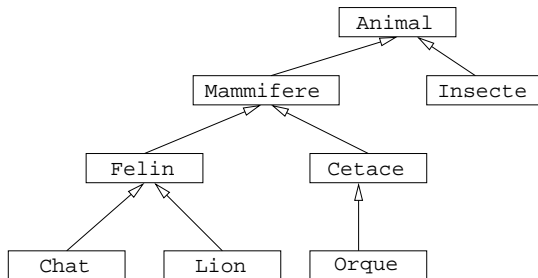 Animal
Mammifere
Insecte
Felin
Cetace
Chat
Lion
Orque